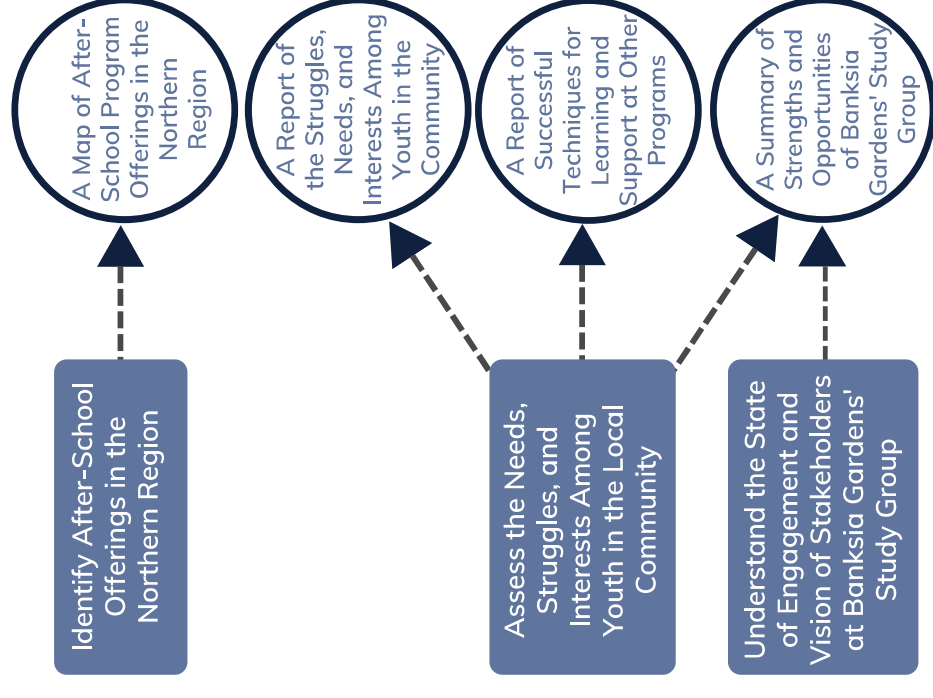 Identify After-School
Offerings in the
Northern Region
A Map of After-
School Program
Offerings in the
Northern
Region
A Report of
the Struggles,
Needs, and
Interests Among
Youth in the
Community
Assess the Needs,
Struggles, and
Interests Among
Youth in the Local
Community
A Report of
Successful
Techniques for
Learning and
Support at Other
Programs
Understand the State
of Engagement and
Vision of Stakeholders
at Banksia Gardens'
Study Group
A Summary of
Strengths and
Opportunities
of Banksia
Gardens' Study
Group